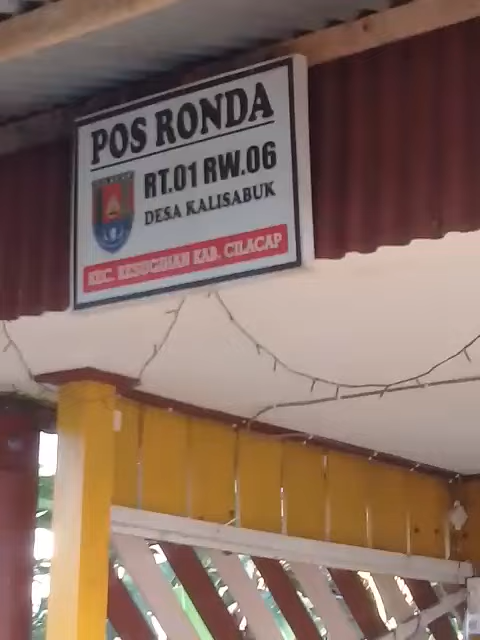 POS RONDA
RT.01 RW.06
DESA KALISABUK
KEC. KESUGIHAN KAB. CILACAP